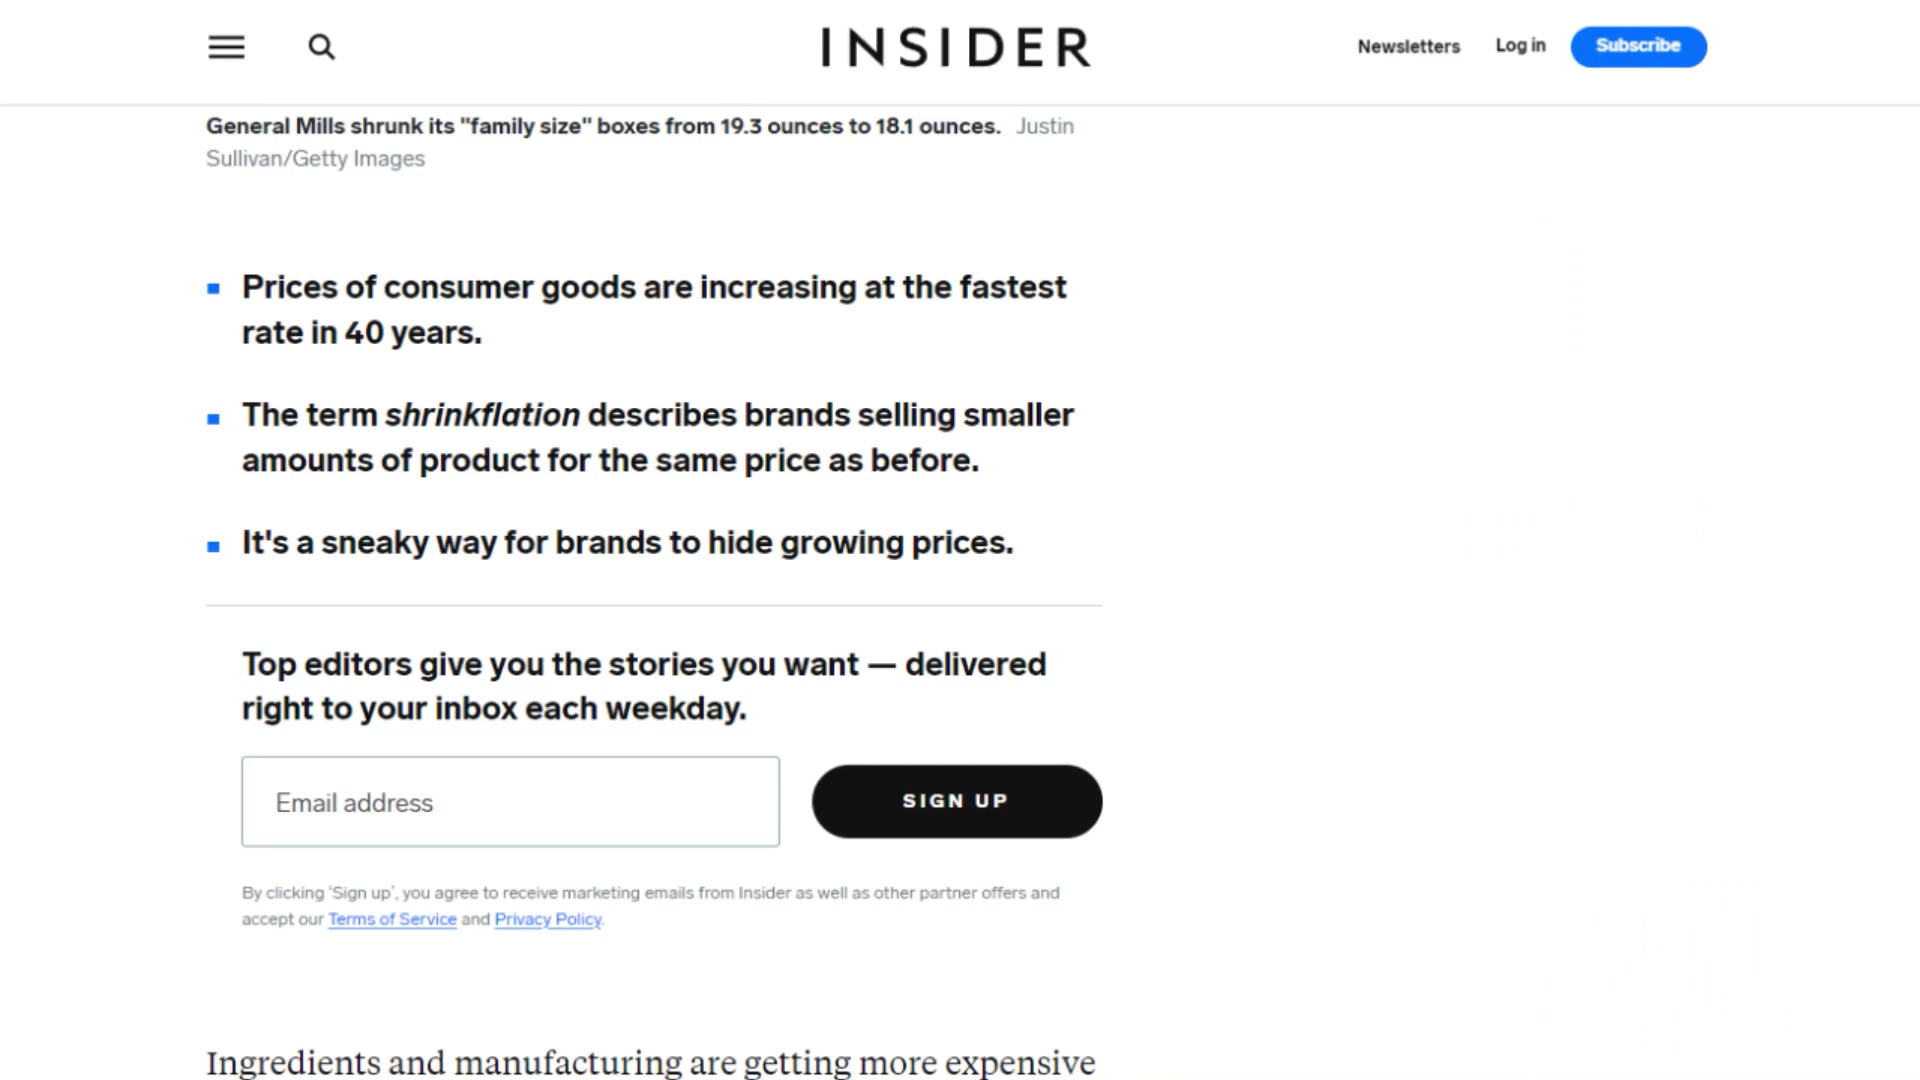 INSIDER
Newsletters
Log in
Subscribe
General Mills shrunk its "family size" boxes from 19.3 ounces to 18.1 ounces. Justin
Sullivan/Getty Images
Prices of consumer goods are increasing at the fastest
rate in 40 years.
The term shrinkflation describes brands selling smaller
amounts of product for the same price as before.
It's a sneaky way for brands to hide growing prices.
Top editors give you the stories you want — delivered
right to your inbox each weekday.
Email address
SIGN UP
By clicking 'Sign up', you agree to receive marketing emails from Insider as well as other partner offers and
accept our Terms of Service and Privacy Policy.
Ingredients and manufacturing are getting more expensive